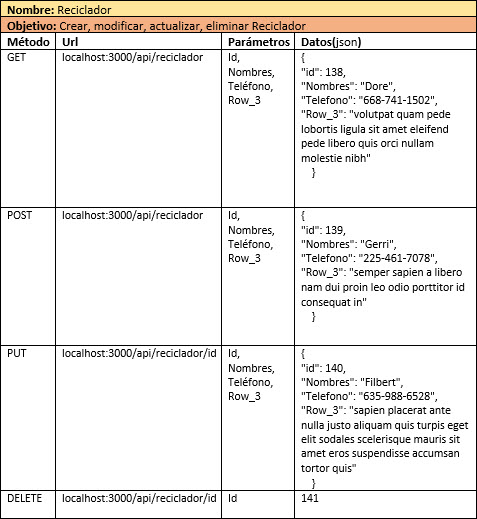 Nombre: Reciclador
Objetivo: Crear, modificar, actualizar, eliminar Reciclador
Método Url Parámetros Datos(json)
GET localhost:3000/api/reciclador Id, {
Nombres, "id": 138,
Teléfono, "Nombres": "Dore",
Row_3 "Telefono": "668-741-1502",
"Row_3": "volutpat quam pede
lobortis ligula sit amet eleifend
pede libero quis orci nullam
molestie nibh"
}
POST localhost:3000/api/reciclador Id, {
Nombres, "id": 139,
Teléfono, "Nombres": "Gerri",
Row_3 "Telefono": "225-461-7078",
"Row_3": "semper sapien a libero
nam dui proin leo odio porttitor id
consequat in"
}
PUT localhost:3000/api/reciclador/id Id, {
Nombres, "id": 140,
Teléfono, "Nombres": "Filbert",
Row_3 "Telefono": "635-988-6528",
"Row_3": "sapien placerat ante
nulla justo aliquam quis turpis eget
elit sodales scelerisque mauris sit
amet eros suspendisse accumsan
tortor quis"
}
DELETE localhost:3000/api/reciclador/id Id 141